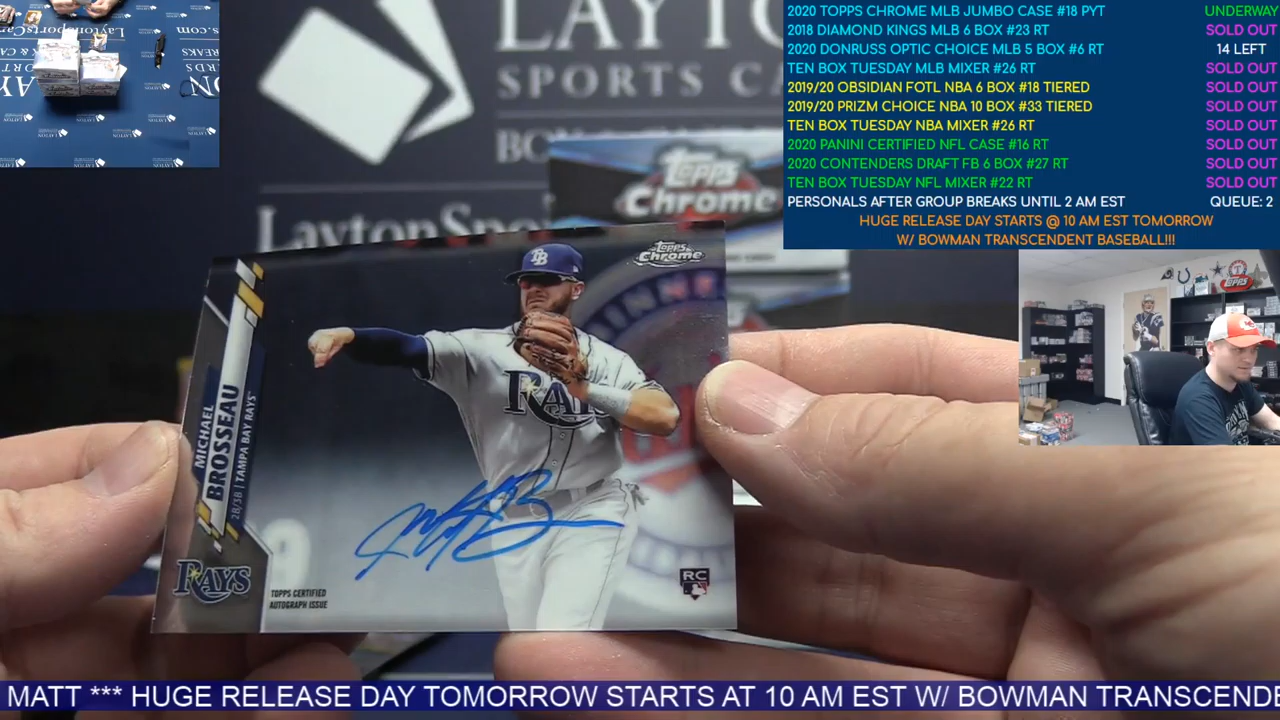 2020 TOPPS CHROME MLB JUMBO CASE #18 PYT UNDERWAY
2018 DIAMOND KINGS MLB 6 BOX #23 RT SOLD OUT
2020 DONRUSS OPTIC CHOICE MLB 5 BOX #6 RT 14 LEFT
TEN BOX TUESDAY MLB MIXER #26 RT SOLD OUT
2019/20 OBSIDIAN FOTL NBA 6 BOX #18 TIERED SOLD OUT
2019/20 PRIZM CHOICE NBA 10 BOX #33 TIERED SOLD OUT
TEN BOX TUESDAY NBA MIXER #26 RT SOLD OUT
2020 PANINI CERTIFIED NFL CASE #16 RT SOLD OUT
2020 CONTENDERS DRAFT FB 6 BOX #27 RT SOLD OUT
TEN BOX TUESDAY NFL MIXER #22 RT SOLD OUT
PERSONALS AFTER GROUP BREAKS UNTIL 2 AM EST QUEUE: 2
HUGE RELEASE DAY STARTS @ 10 AM EST TOMORROW
W/ BOWMAN TRANSCENDENT BASEBALL!!!
LAYT
SPORTS CA
BO
LaytonSpo
Topps
Chrome
Topps
Chrome
TB
RAYS
MICHAEL
BROSSEAU
2B/3B | TAMPA BAY RAYS
RAYS
TOPPS CERTIFIED
AUTOGRAPH ISSUE
RC
Topps
MATT *** HUGE RELEASE DAY TOMORROW STARTS AT 10 AM EST W/ BOWMAN TRANSCENDE